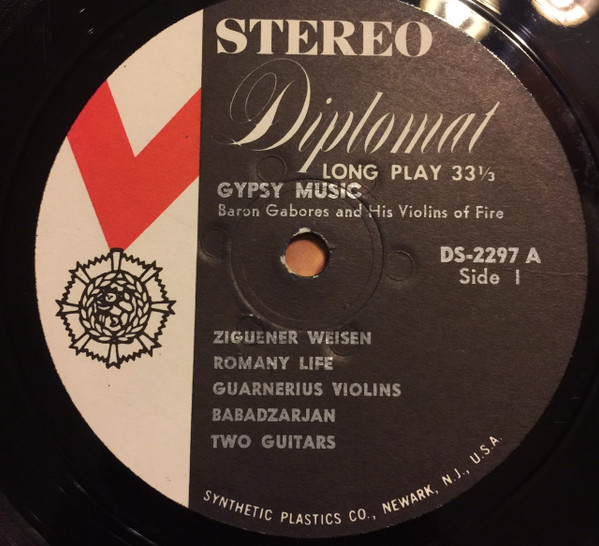 STEREO
Diplomat
LONG PLAY 33⅓
GYPSY MUSIC
Baron Gabores and His Violins of Fire
DS-2297 A
Side 1
ZIGUENER WEISEN
ROMANY LIFE
GUARNERIUS VIOLINS
BABADZARJAN
TWO GUITARS
SYNTHETIC PLASTICS CO., NEWARK, N.J., U.S.A.